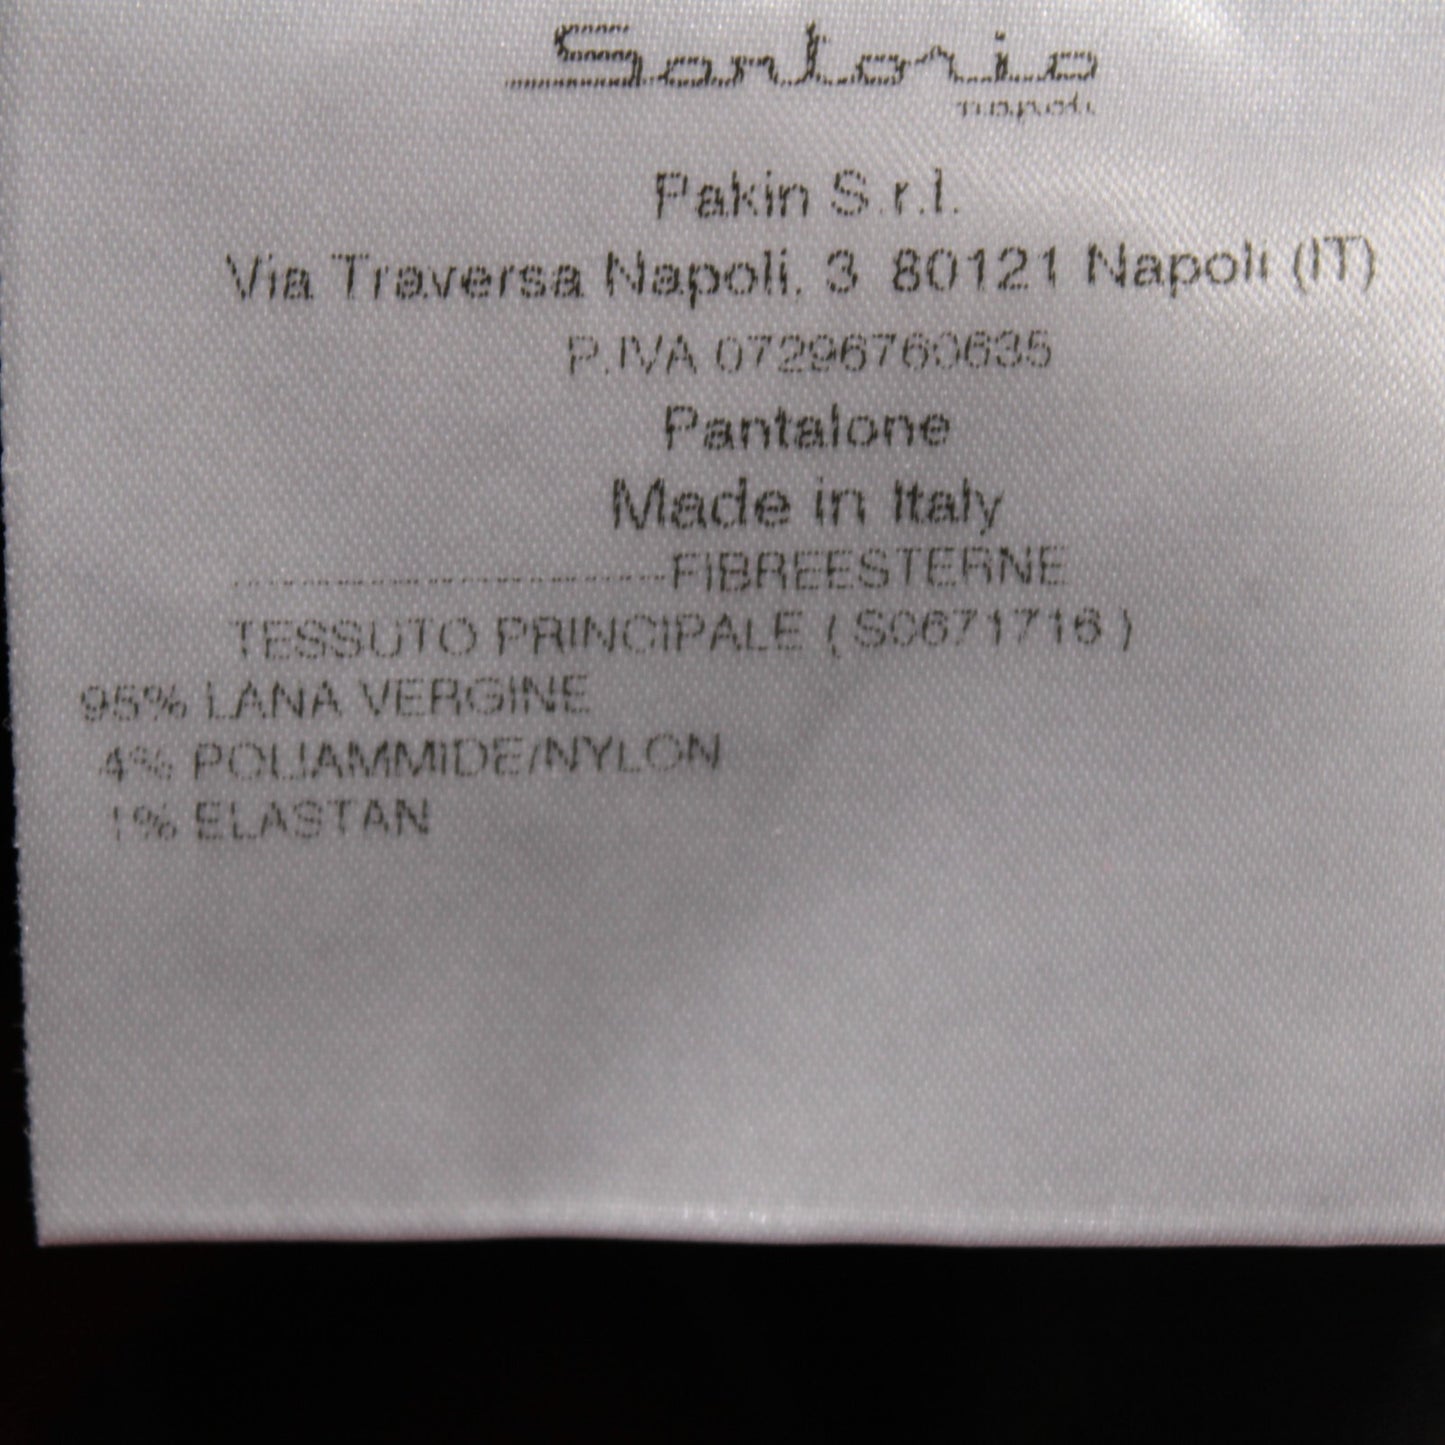 Sartorio
napoli
Pakin S.r.l.
Via Traversa Napoli, 3 80121 Napoli (IT)
P.IVA 07296760635
Pantalone
Made in Italy
--------------------------FIBREESTERNE
TESSUTO PRINCIPALE ( S0671716 )
95% LANA VERGINE
4% POLIAMMIDE/NYLON
1% ELASTAN